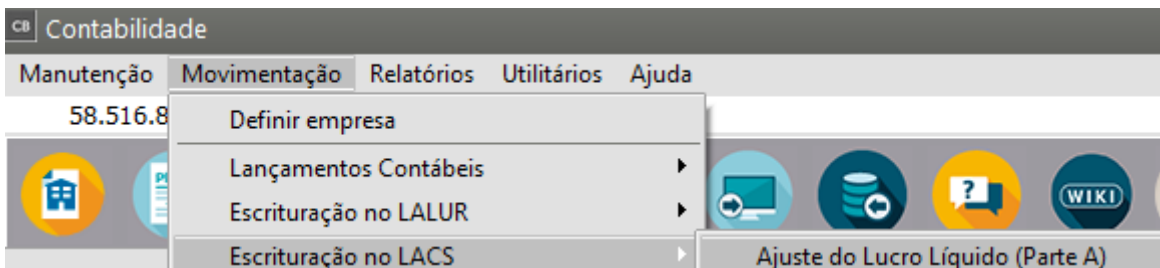 CB Contabilidade
Manutenção Movimentação Relatórios Utilitários Ajuda
58.516.8
Definir empresa
Lançamentos Contábeis
Escrituração no LALUR
? WIKI
Escrituração no LACS Ajuste do Lucro Líquido (Parte A)